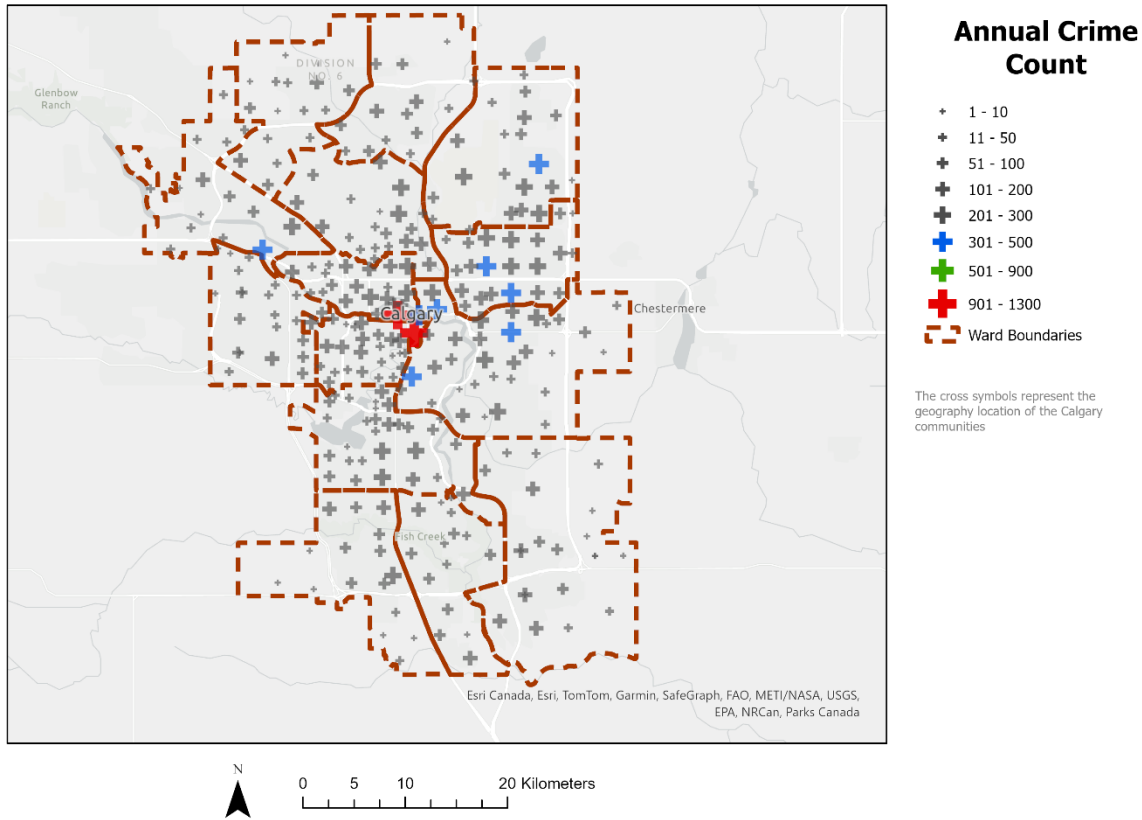 Annual Crime
Count
1 - 10
11 - 50
51 - 100
101 - 200
201 - 300
301 - 500
501 - 900
901 - 1300
Ward Boundaries
The cross symbols represent the
geography location of the Calgary
communities
DIVISION
NO. 6
Glenbow
Ranch
Calgary
Chestermere
Fish Creek
Esri Canada, Esri, TomTom, Garmin, SafeGraph, FAO, METI/NASA, USGS,
EPA, NRCan, Parks Canada
N
0 5 10 20 Kilometers